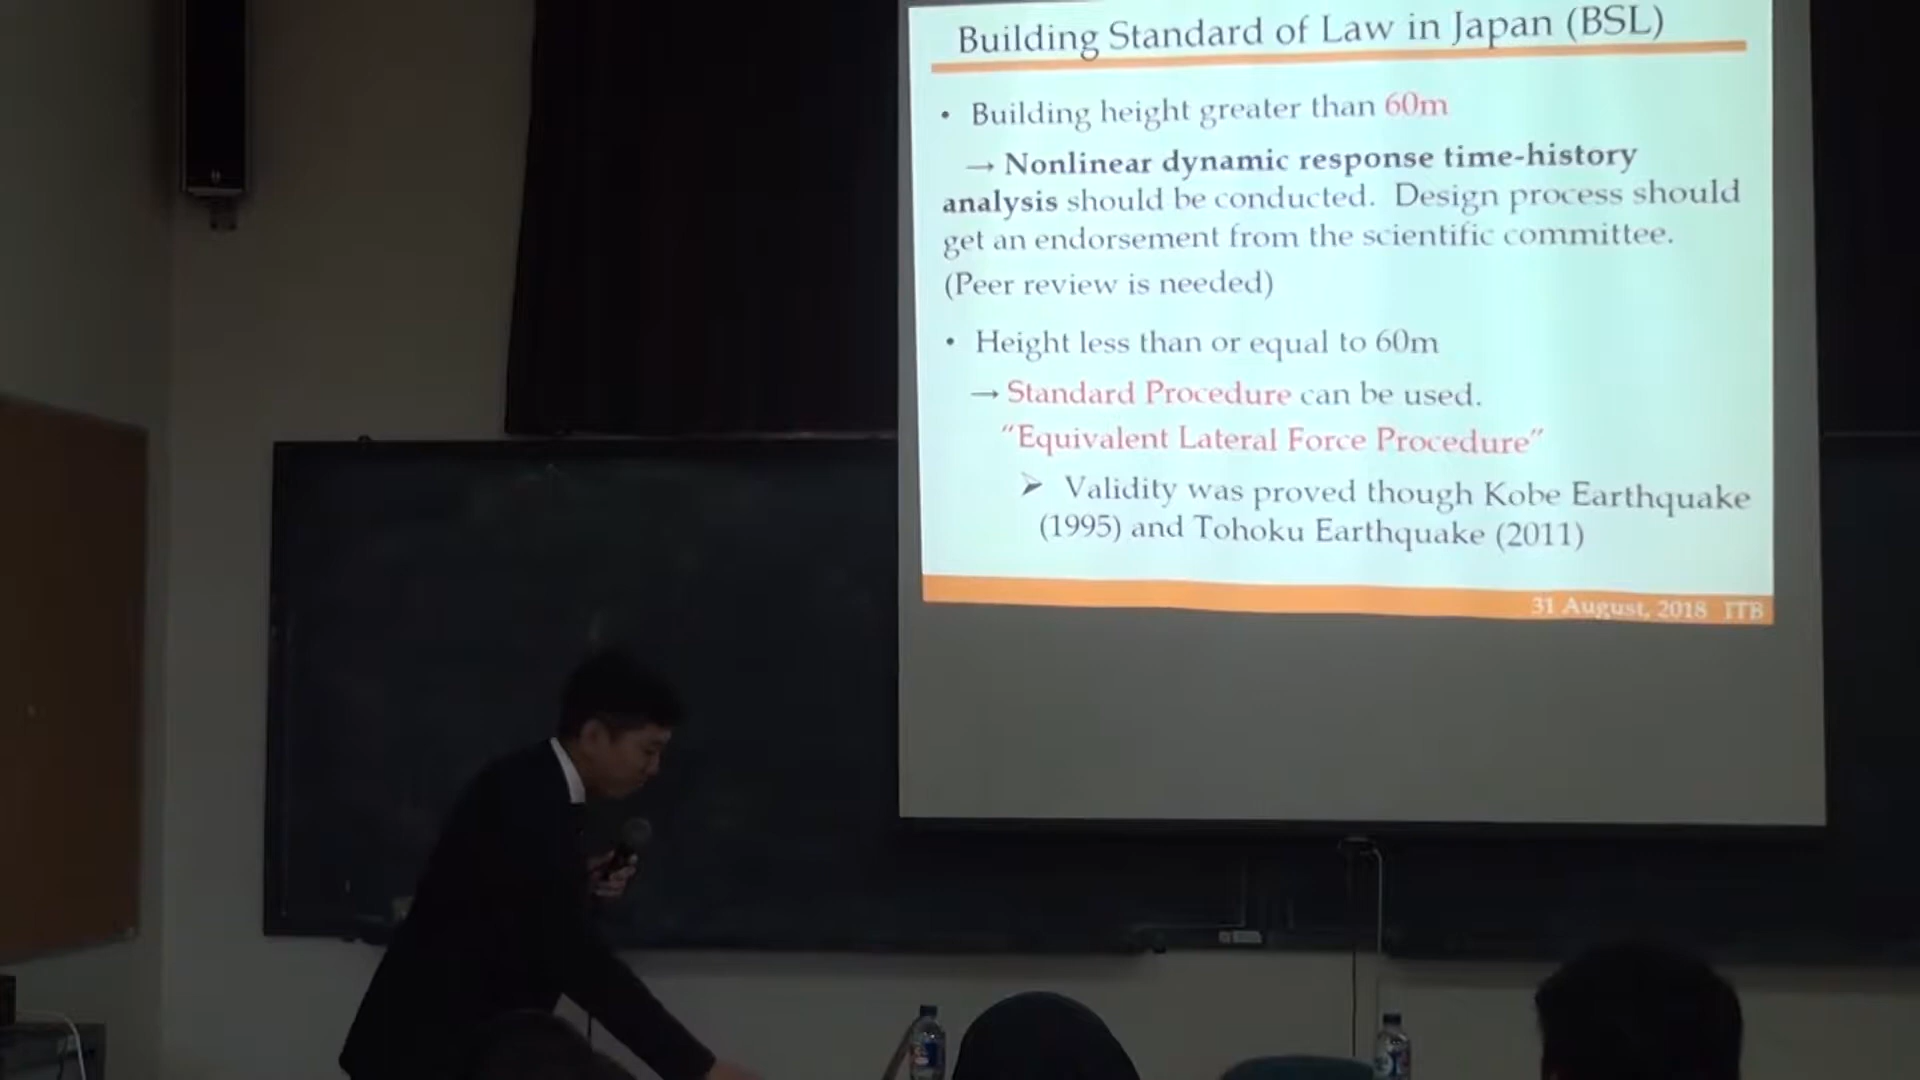 Building Standard of Law in Japan (BSL)
• Building height greater than 60m
→ Nonlinear dynamic response time-history
analysis should be conducted. Design process should
get an endorsement from the scientific committee.
(Peer review is needed)
• Height less than or equal to 60m
→ Standard Procedure can be used.
“Equivalent Lateral Force Procedure”
➢ Validity was proved though Kobe Earthquake
(1995) and Tohoku Earthquake (2011)
31 August, 2018 ITB